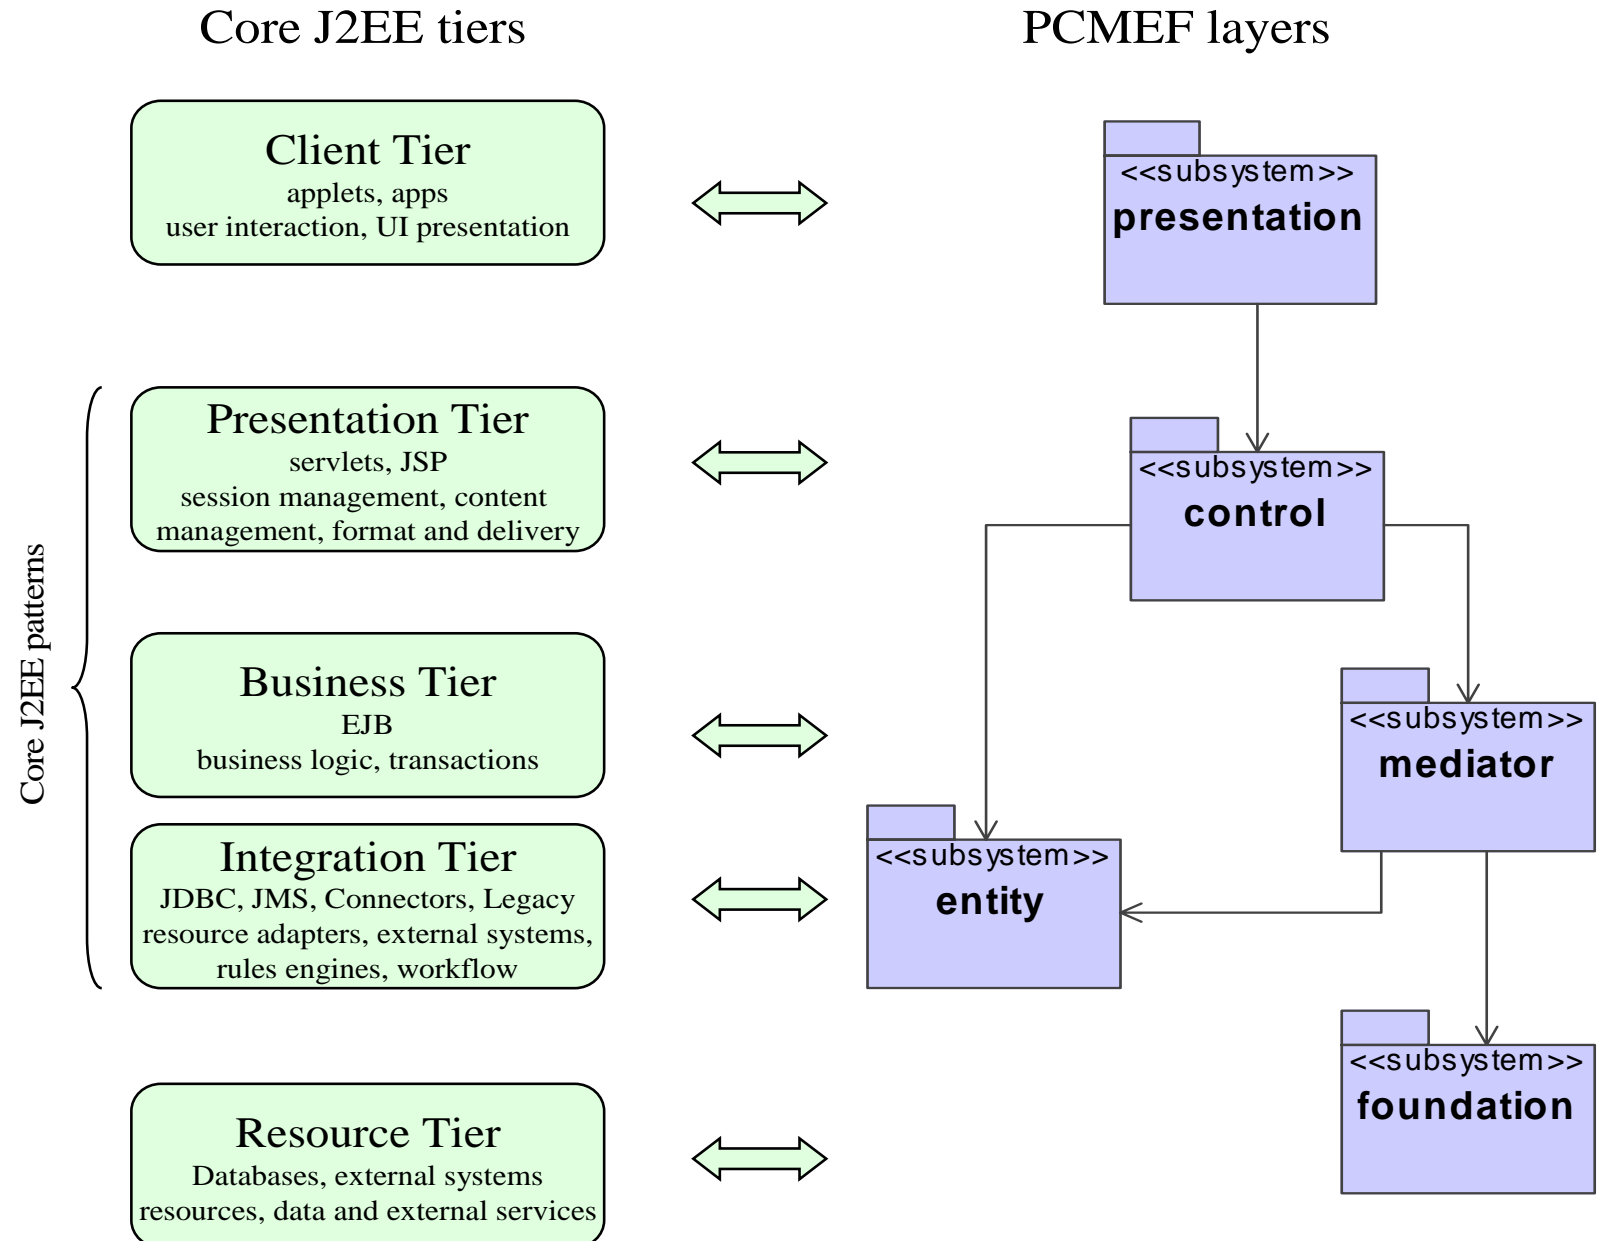 Core J2EE tiers
PCMEF layers
Client Tier
applets, apps
user interaction, UI presentation
<<subsystem>>
presentation
Core J2EE patterns
Presentation Tier
servlets, JSP
session management, content
management, format and delivery
<<subsystem>>
control
Business Tier
EJB
business logic, transactions
<<subsystem>>
mediator
Integration Tier
JDBC, JMS, Connectors, Legacy
resource adapters, external systems,
rules engines, workflow
<<subsystem>>
entity
<<subsystem>>
foundation
Resource Tier
Databases, external systems
resources, data and external services